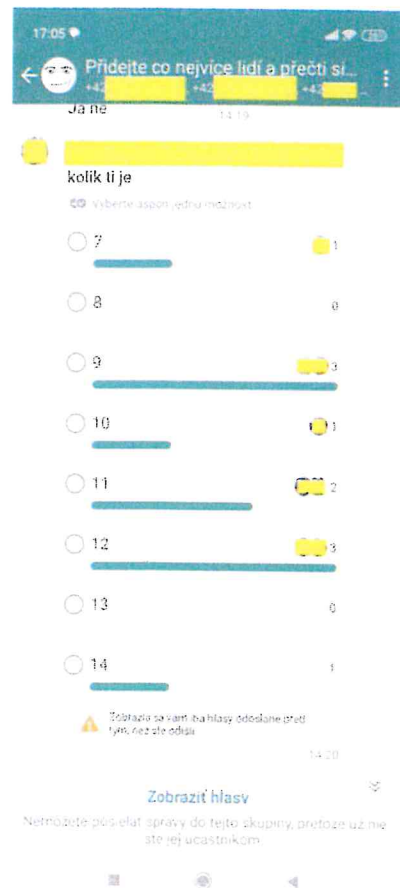 17:05
Přidejte co nejvíce lidí a přečti si...
+42 +42 +42
Ja ne
14:19
kolik ti je
Vyberte aspoň jednu možnosť
7 1
8 0
9 3
10 1
11 2
12 3
13 0
14 1
Zobrazia sa vám iba hlasy odoslané pred
tým, než ste odišli
14:20
Zobraziť hlasy
Nemôžete posielať správy do tejto skupiny, pretože už nie
ste jej účastníkom.